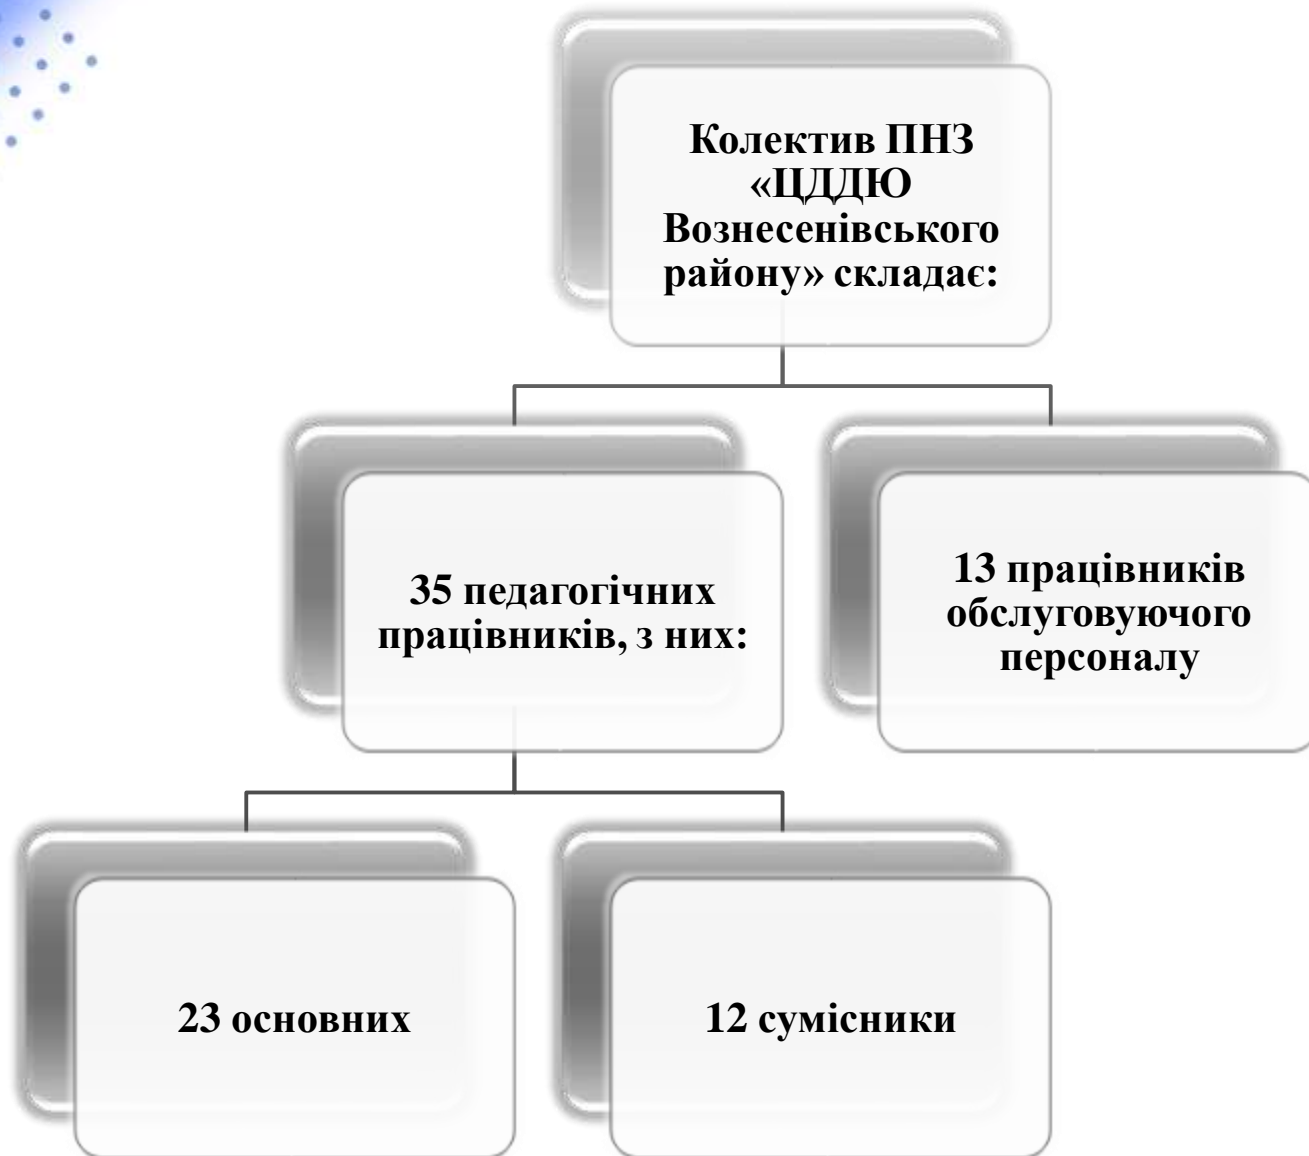 Колектив ПНЗ
«ЦДДЮ
Вознесенівського
району» складає:
35 педагогічних
працівників, з них:
13 працівників
обслуговуючого
персоналу
23 основних
12 сумісники